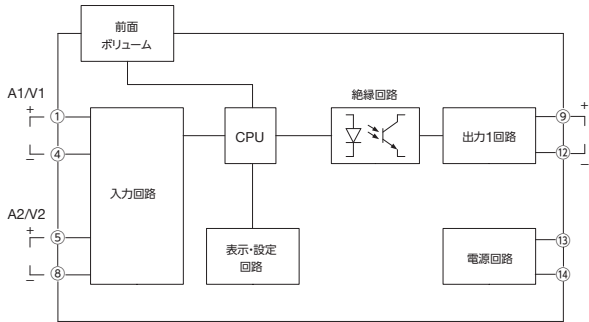 前面
ボリューム
A1/V1
+
①
④
−
A2/V2
+
⑤
⑧
−
入力回路
CPU
表示・設定
回路
絶縁回路
出力1回路
⑨
+
⑫
−
電源回路
⑬
⑭